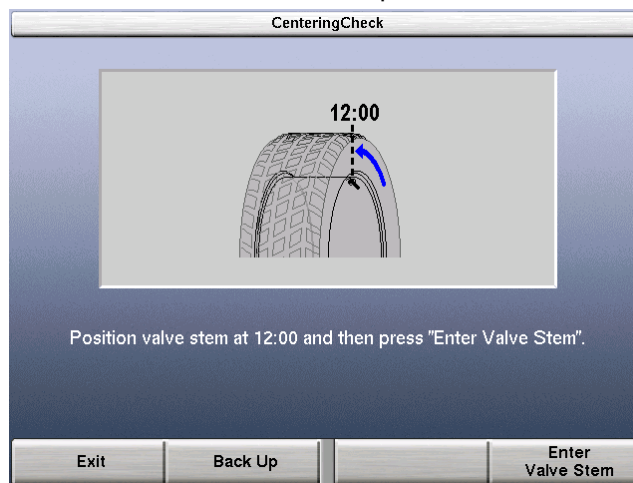 CenteringCheck
12:00
Position valve stem at 12:00 and then press "Enter Valve Stem".
Exit
Back Up
Enter
Valve Stem